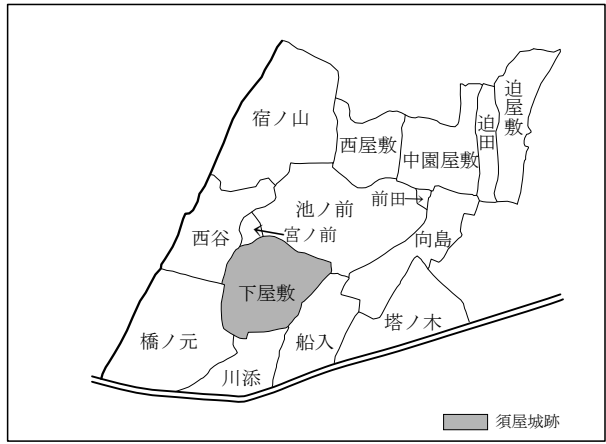 宿ノ山
西屋敷
中園屋敷
迫田
迫屋敷
前田→
池ノ前
西谷
←宮ノ前
向島
下屋敷
橋ノ元
川添
船入
塔ノ木
須屋城跡